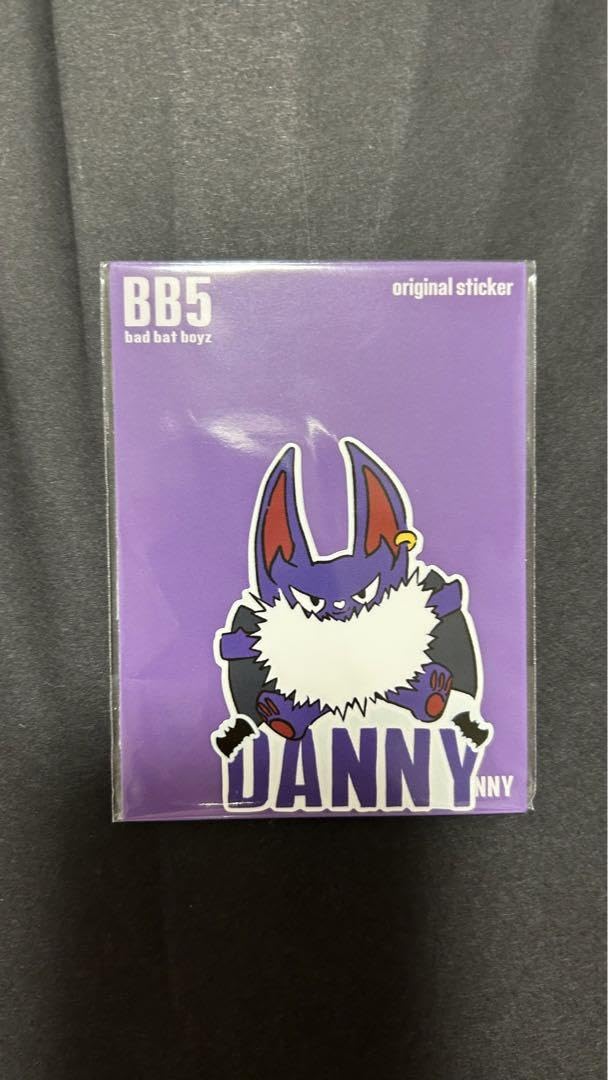 BB5
bad bat boyz
original sticker
DANNY
NNY